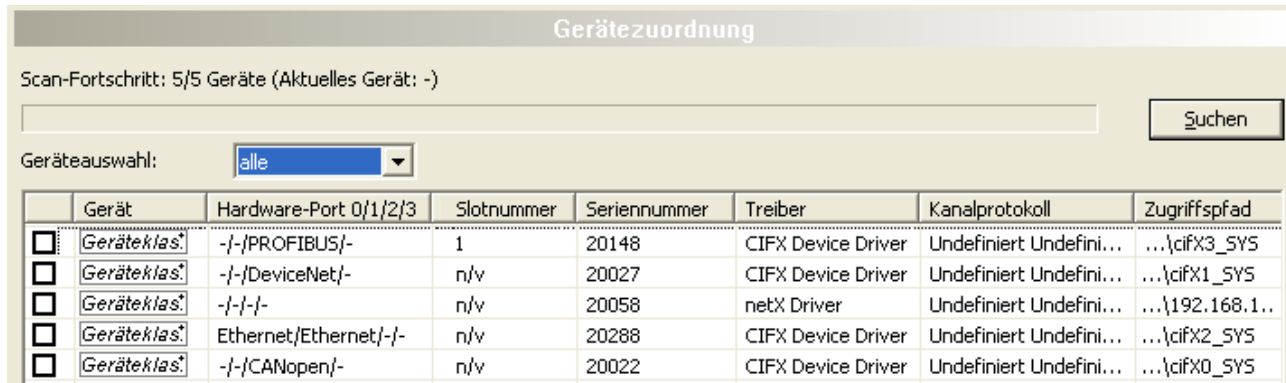 Gerätezuordnung
Scan-Fortschritt: 5/5 Geräte (Aktuelles Gerät: -)
Suchen
Geräteauswahl: alle
Gerät Hardware-Port 0/1/2/3 Slotnummer Seriennummer Treiber Kanalprotokoll Zugriffspfad
Geräteklas.* -/-/PROFIBUS/- 1 20148 CIFX Device Driver Undefiniert Undefini... ...\cifX3_SYS
Geräteklas.* -/-/DeviceNet/- n/v 20027 CIFX Device Driver Undefiniert Undefini... ...\cifX1_SYS
Geräteklas.* -/-/-/- n/v 20058 netX Driver Undefiniert Undefini... ...\192.168.1..
Geräteklas.* Ethernet/Ethernet/-/- n/v 20288 CIFX Device Driver Undefiniert Undefini... ...\cifX2_SYS
Geräteklas.* -/-/CANopen/- n/v 20022 CIFX Device Driver Undefiniert Undefini... ...\cifX0_SYS